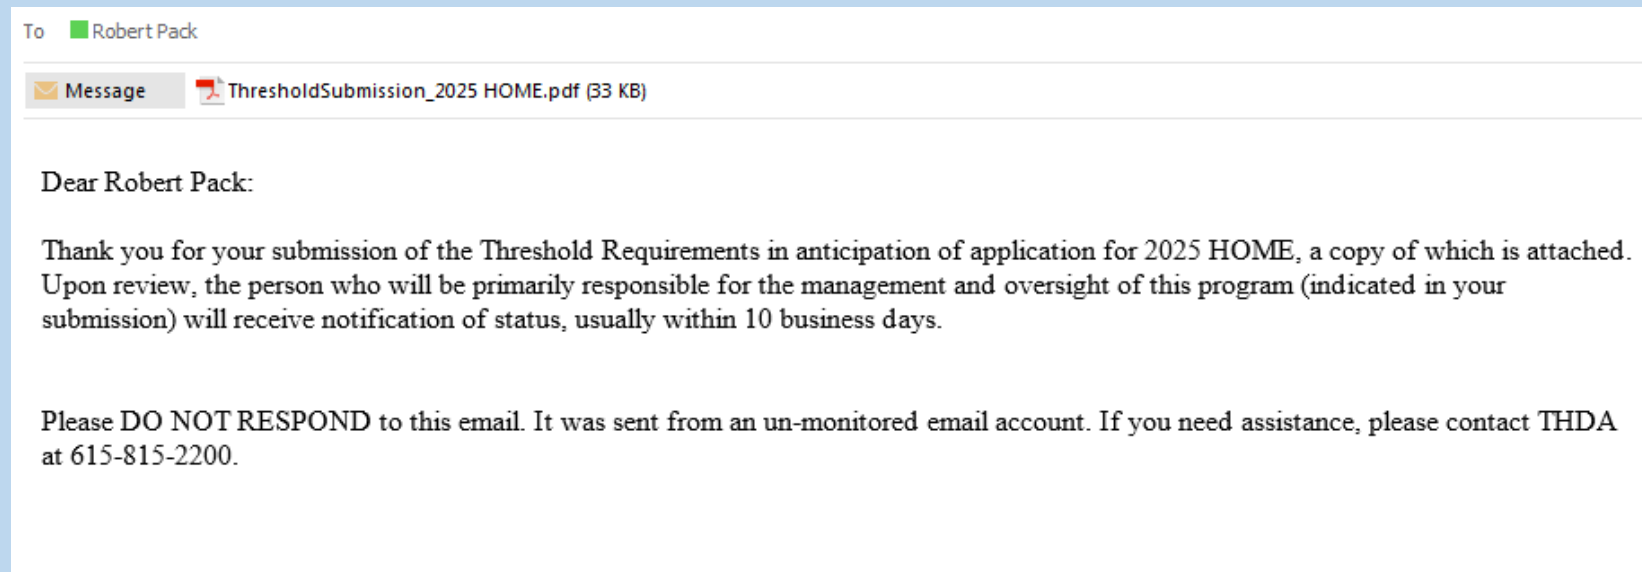 To Robert Pack
Message ThresholdSubmission_2025 HOME.pdf (33 KB)
Dear Robert Pack:
Thank you for your submission of the Threshold Requirements in anticipation of application for 2025 HOME, a copy of which is attached.
Upon review, the person who will be primarily responsible for the management and oversight of this program (indicated in your
submission) will receive notification of status, usually within 10 business days.
Please DO NOT RESPOND to this email. It was sent from an un-monitored email account. If you need assistance, please contact THDA
at 615-815-2200.